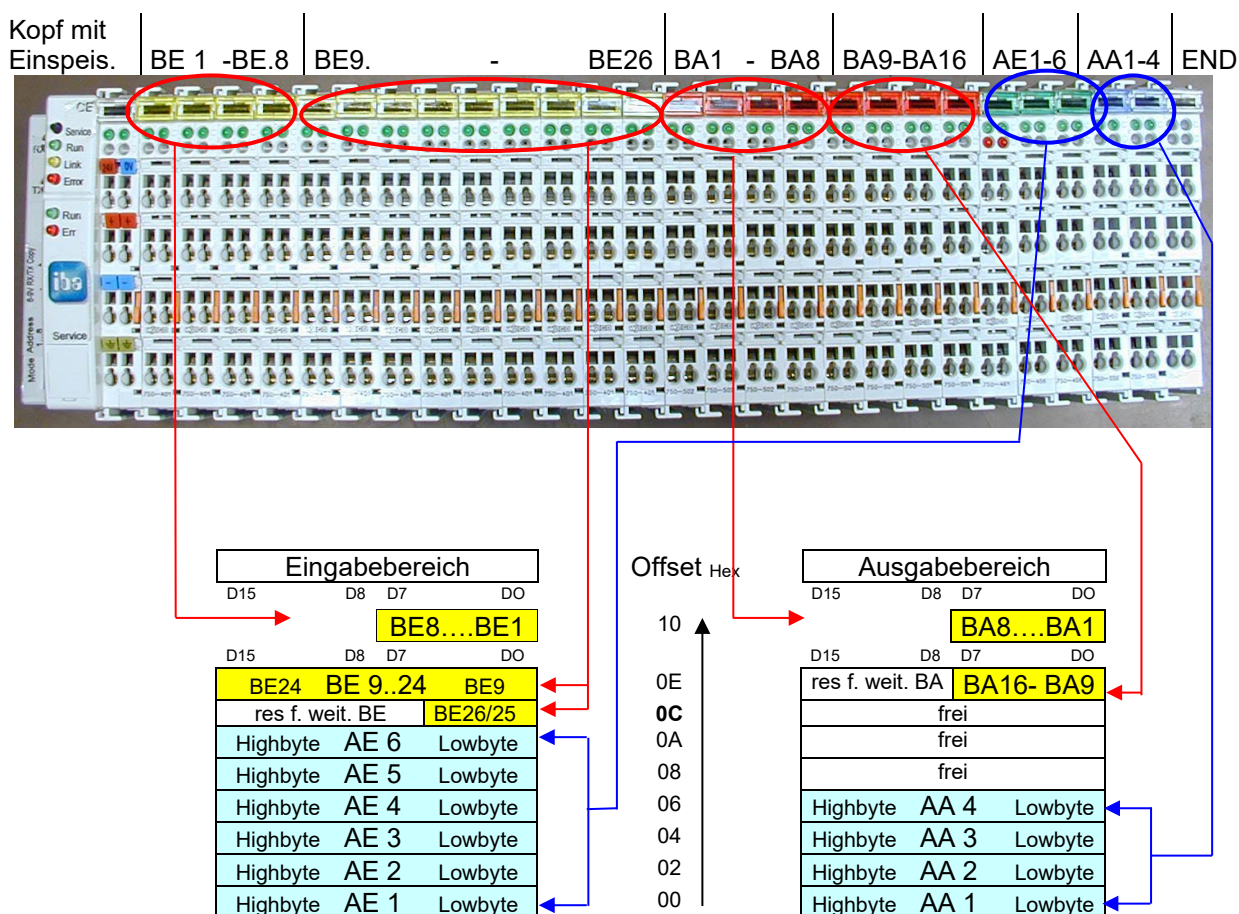 Kopf mit
Einspeis. BE 1 -BE.8 BE9. - BE26 BA1 - BA8 BA9-BA16 AE1-6 AA1-4 END
CE
Service
Run
Link
Error
24V 0V
Run
Err
iba
Service
Mode Address
Eingabebereich Offset Hex Ausgabebereich
D15 D8 D7 DO D15 D8 D7 DO
BE8....BE1 10 BA8....BA1
D15 D8 D7 DO D15 D8 D7 DO
BE24 BE 9..24 BE9 0E res f. weit. BA BA16- BA9
res f. weit. BE BE26/25 0C frei
Highbyte AE 6 Lowbyte 0A frei
Highbyte AE 5 Lowbyte 08 frei
Highbyte AE 4 Lowbyte 06 Highbyte AA 4 Lowbyte
Highbyte AE 3 Lowbyte 04 Highbyte AA 3 Lowbyte
Highbyte AE 2 Lowbyte 02 Highbyte AA 2 Lowbyte
Highbyte AE 1 Lowbyte 00 Highbyte AA 1 Lowbyte